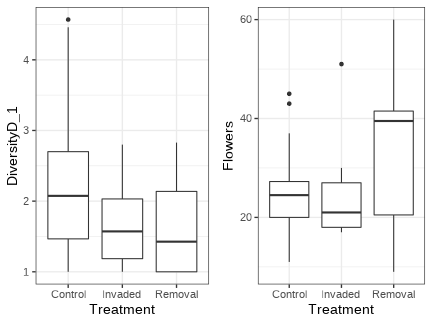 DiversityD_1
4
3
2
1
Control Invaded Removal
Treatment
Flowers
60
40
20
Control Invaded Removal
Treatment